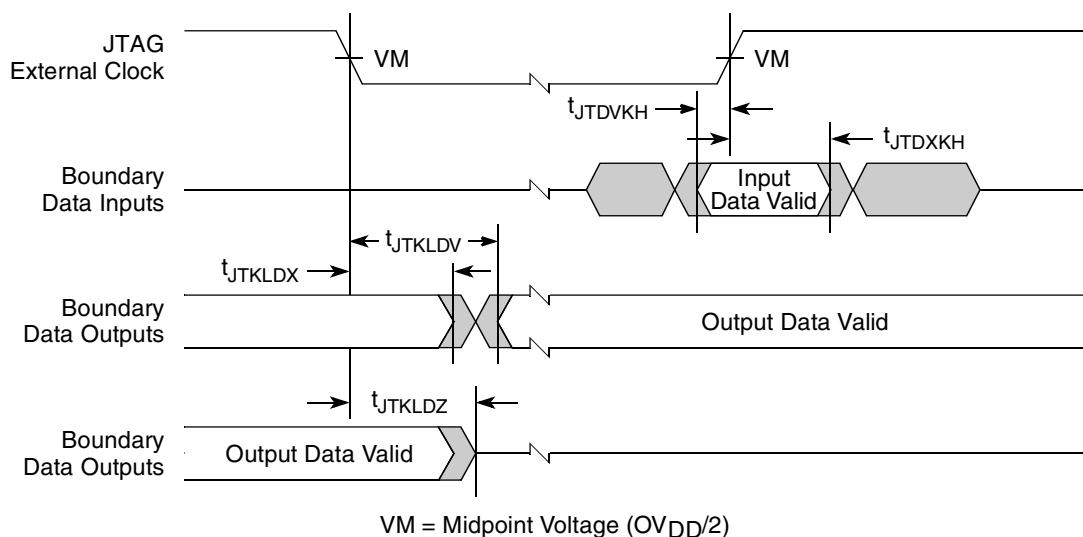 JTAG
External Clock
VM
VM
tJTDVKH
tJTDXKH
Boundary
Data Inputs
Input
Data Valid
tJTKLDV
tJTKLDX
Boundary
Data Outputs
Output Data Valid
tJTKLDZ
Boundary
Data Outputs
Output Data Valid
VM = Midpoint Voltage (OVDD/2)